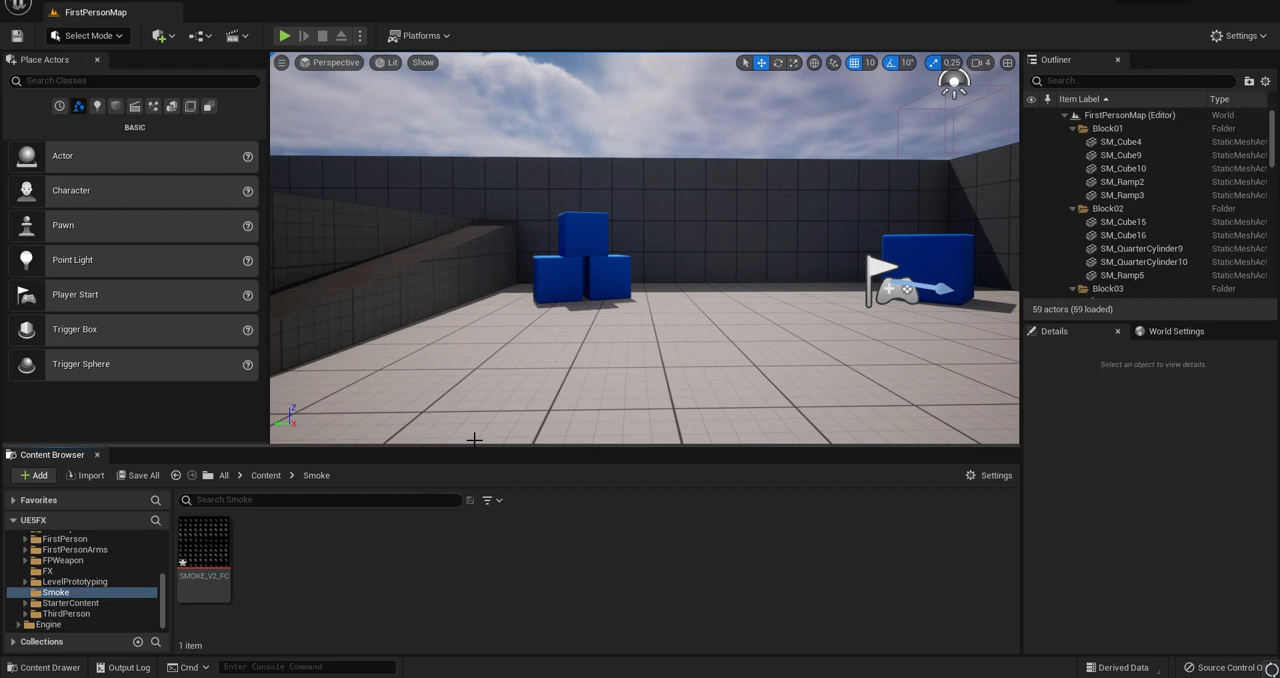 FirstPersonMap
Select Mode
Platforms
Settings
Place Actors
Search Classes
BASIC
Actor
Character
Pawn
Point Light
Player Start
Trigger Box
Trigger Sphere
Perspective
Lit
Show
10
10°
0,25
4
Z
X
Outliner
Search...
Item Label
Type
FirstPersonMap (Editor)
World
Block01
Folder
SM_Cube4
StaticMeshAct
SM_Cube9
StaticMeshAct
SM_Cube10
StaticMeshAct
SM_Ramp2
StaticMeshAct
SM_Ramp3
StaticMeshAct
Block02
Folder
SM_Cube15
StaticMeshAct
SM_Cube16
StaticMeshAct
SM_QuarterCylinder9
StaticMeshAct
SM_QuarterCylinder10
StaticMeshAct
SM_Ramp5
StaticMeshAct
Block03
Folder
59 actors (59 loaded)
Details
World Settings
Select an object to view details.
Content Browser
Add
Import
Save All
All
Content
Smoke
Settings
Favorites
Search Smoke
UE5FX
FirstPerson
FirstPersonArms
FPWeapon
FX
LevelPrototyping
Smoke
StarterContent
ThirdPerson
Engine
Collections
SMOKE_V2_FC
1 item
Content Drawer
Output Log
Cmd
Enter Console Command
Derived Data
Source Control O